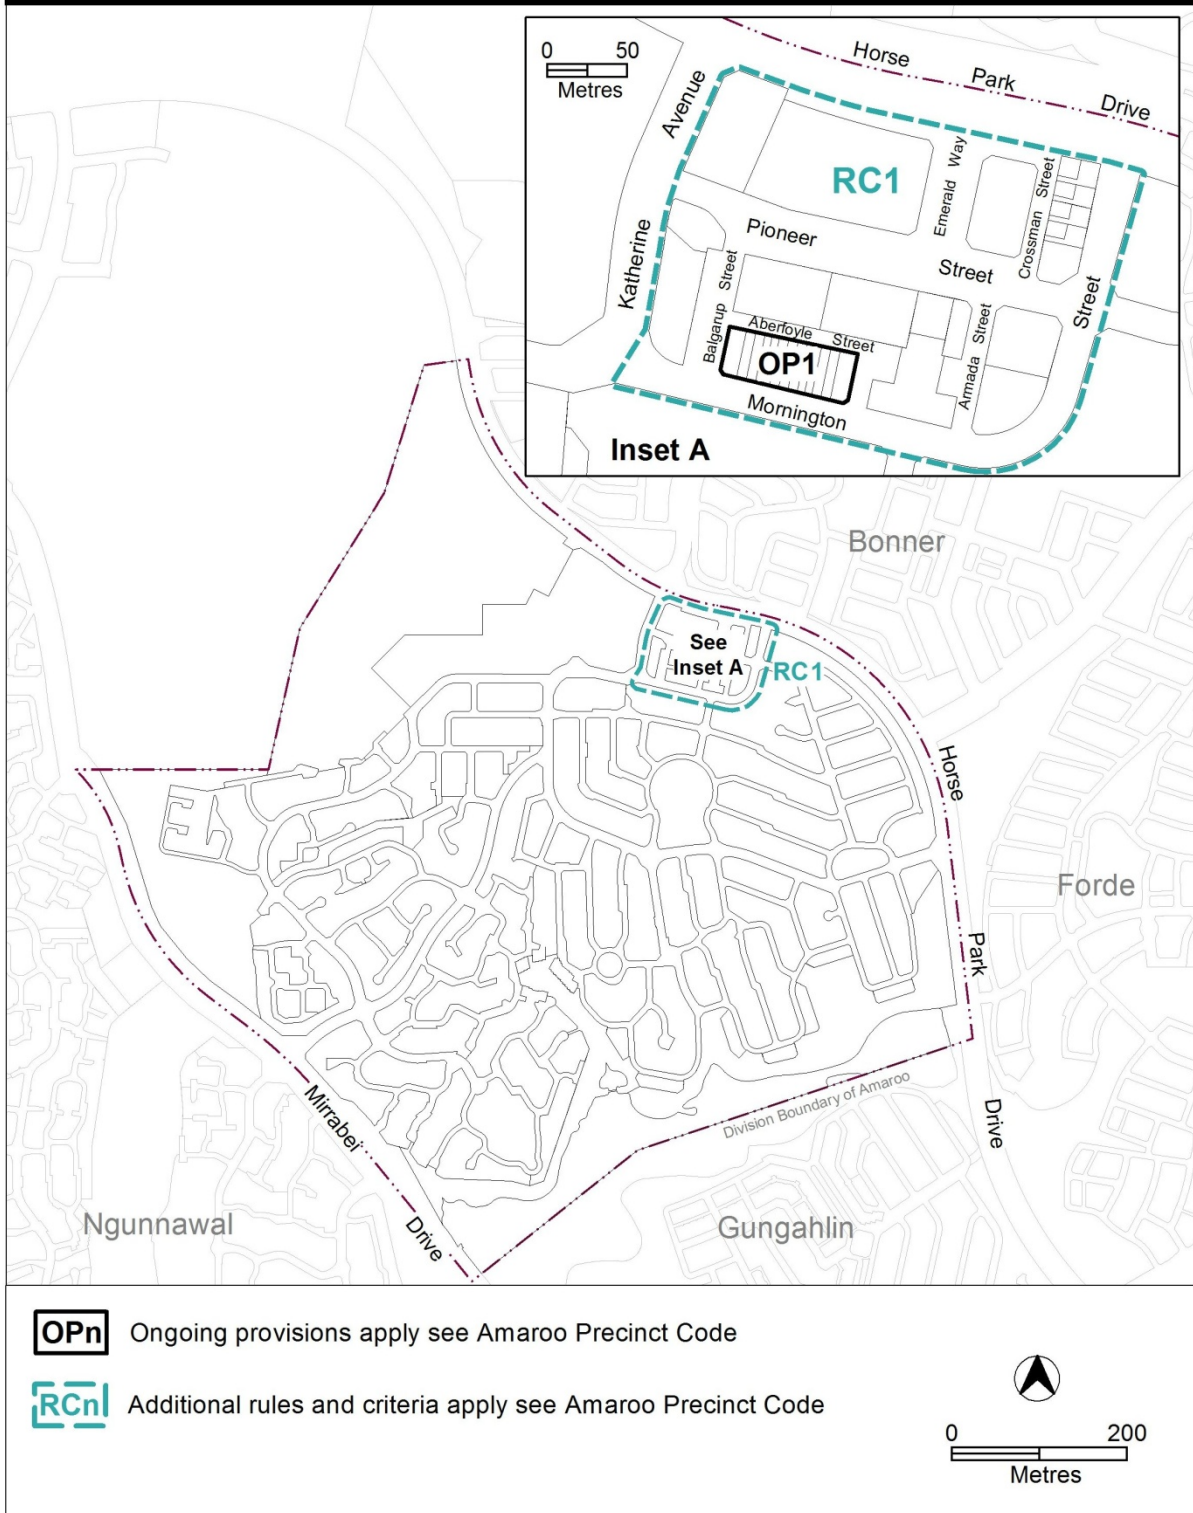 0 50
Metres
Horse
Park
Drive
Avenue
Katherine
RC1
Emerald Way
Crossman Street
Pioneer
Street
Street
Balgarup Street
Aberfoyle Street
Armada Street
OP1
Mornington
Inset A
Bonner
See
Inset A
RC1
Horse
Park
Drive
Forde
Division Boundary of Amaroo
Mirrabei
Drive
Ngunnawal
Gungahlin
OPn Ongoing provisions apply see Amaroo Precinct Code
RCn Additional rules and criteria apply see Amaroo Precinct Code
0 200
Metres